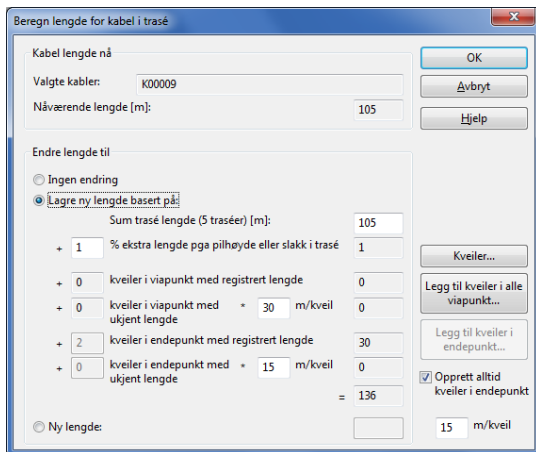 Beregn lengde for kabel i trasé
Kabel lengde nå
Valgte kabler: K00009
Nåværende lengde [m]: 105
Endre lengde til
Ingen endring
Lagre ny lengde basert på:
Sum trasé lengde (5 traséer) [m]: 105
+ 1 % ekstra lengde pga pilhøyde eller slakk i trasé 1
+ 0 kveiler i viapunkt med registrert lengde 0
+ 0 kveiler i viapunkt med ukjent lengde * 30 m/kveil 0
+ 2 kveiler i endepunkt med registrert lengde 30
+ 0 kveiler i endepunkt med ukjent lengde * 15 m/kveil 0
= 136
Ny lengde:
OK
Avbryt
Hjelp
Kveiler...
Legg til kveiler i alle
viapunkt...
Legg til kveiler i
endepunkt...
Opprett alltid
kveiler i endepunkt
15 m/kveil